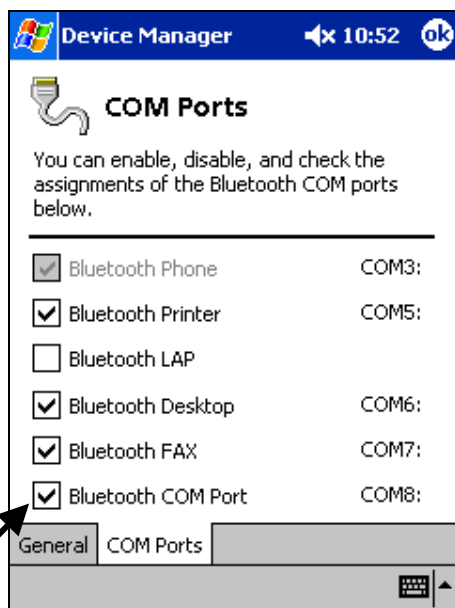 Device Manager 10:52 ok
COM Ports
You can enable, disable, and check the
assignments of the Bluetooth COM ports
below.
Bluetooth Phone COM3:
Bluetooth Printer COM5:
Bluetooth LAP
Bluetooth Desktop COM6:
Bluetooth FAX COM7:
Bluetooth COM Port COM8:
General COM Ports